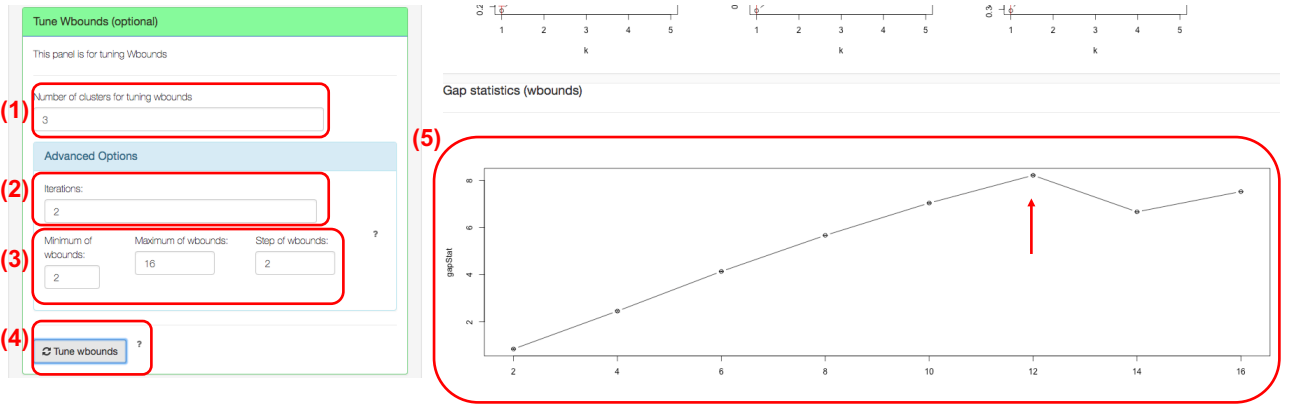 Tune Wbounds (optional)
This panel is for tuning Wbounds
(1)
Number of clusters for tuning wbounds
3
Advanced Options
(2)
Iterations:
2
(3)
Minimum of wbounds:
Maximum of wbounds:
Step of wbounds:
2
16
2
?
(4)
Tune wbounds
?
0.2
1 2 3 4 5
k
0
1 2 3 4 5
k
1 2 3 4 5
k
Gap statistics (wbounds)
(5)
gapStat
8
6
4
2
2 4 6 8 10 12 14 16